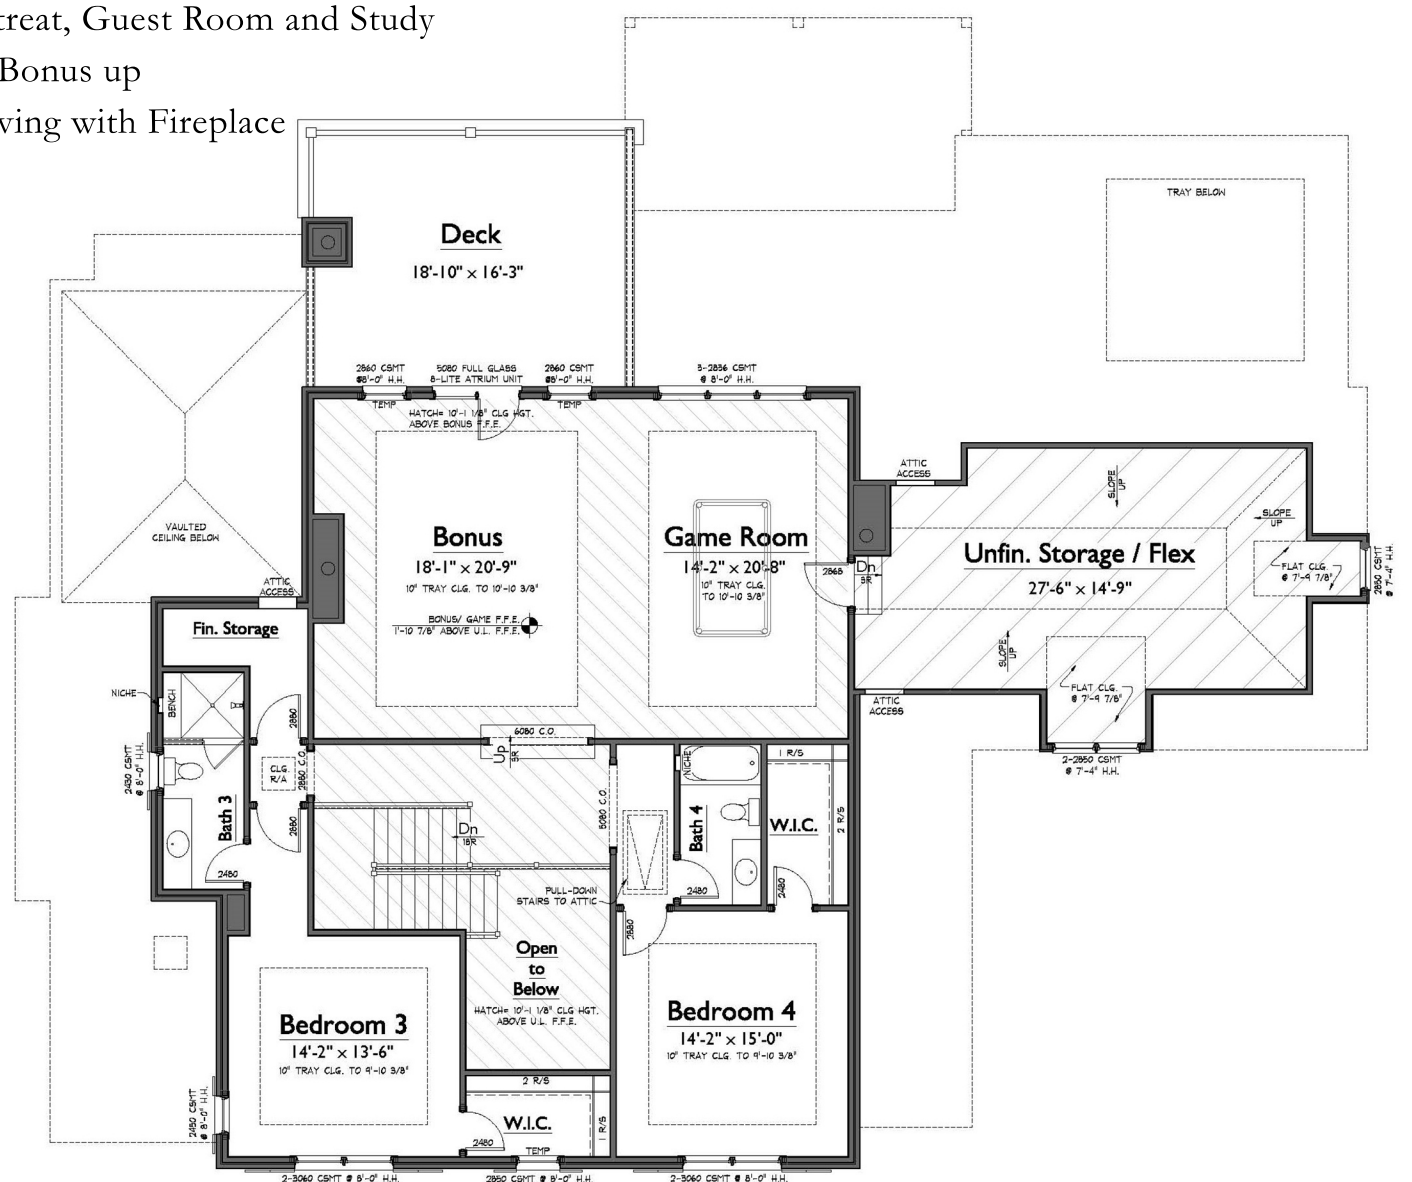 treat, Guest Room and Study
Bonus up
ving with Fireplace
TRAY BELOW
Deck
18'-10" x 16'-3"
2860 CSMT
@8'-0" H.H.
5080 FULL GLASS
8-LITE ATRIUM UNIT
2860 CSMT
@8'-0" H.H.
3-2836 CSMT
@ 8'-0" H.H.
TEMP
TEMP
HATCH= 10'-1 1/8" CLG HGT.
ABOVE BONUS F.F.E.
ATTIC
ACCESS
SLOPE
UP
VAULTED
CEILING BELOW
Bonus
18'-1" x 20'-9"
10" TRAY CLG. TO 10'-10 3/8"
BONUS/ GAME F.F.E.
1'-10 7/8" ABOVE U.L. F.F.E.
Game Room
14'-2" x 20'-8"
10" TRAY CLG.
TO 10'-10 3/8"
2868
Dn
8R
Unfin. Storage / Flex
27'-6" x 14'-9"
SLOPE
UP
FLAT CLG.
@ 7'-9 7/8"
2850 CSMT
@ 7'-4" H.H.
ATTIC
ACCESS
Fin. Storage
SLOPE
UP
NICHE
BENCH
2880
FLAT CLG.
@ 7'-9 7/8"
ATTIC
ACCESS
6080 C.O.
Up
3R
2-2850 CSMT
@ 7'-4" H.H.
2430 CSMT
@ 8'-0" H.H.
CLG.
R/A
2880 C.O.
NICHE
1 R/S
2 R/S
Bath 3
2880
Dn
18R
5080 C.O.
Bath 4
W.I.C.
2480
PULL-DOWN
STAIRS TO ATTIC
2480
2480
2880
Open
to
Below
HATCH= 10'-1 1/8" CLG HGT.
ABOVE U.L. F.F.E.
Bedroom 3
14'-2" x 13'-6"
10" TRAY CLG. TO 9'-10 3/8"
Bedroom 4
14'-2" x 15'-0"
10" TRAY CLG. TO 9'-10 3/8"
2 R/S
2450 CSMT
@ 8'-0" H.H.
W.I.C.
1 R/S
2480
TEMP
2-3060 CSMT @ 8'-0" H.H.
2850 CSMT @ 8'-0" H.H.
2-3060 CSMT @ 8'-0" H.H.